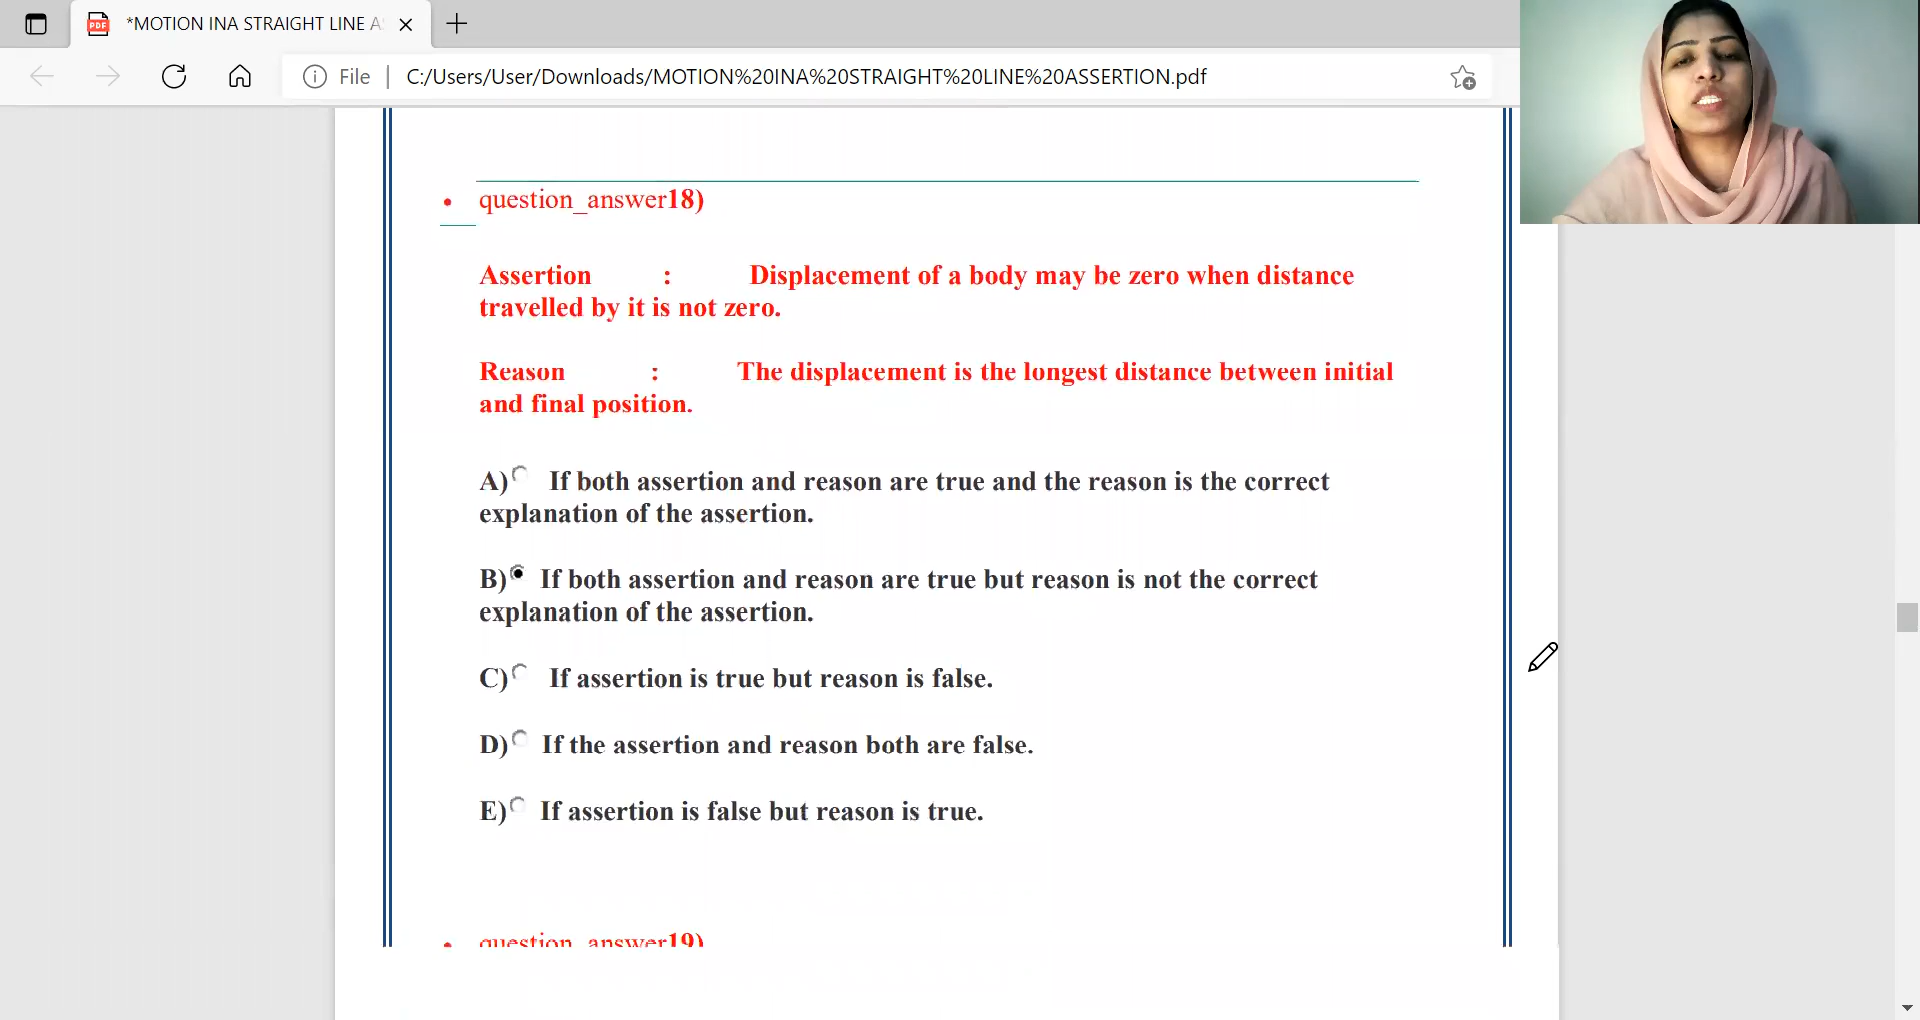 *MOTION INA STRAIGHT LINE A
File | C:/Users/User/Downloads/MOTION%20INA%20STRAIGHT%20LINE%20ASSERTION.pdf
• question_answer18)
Assertion : Displacement of a body may be zero when distance
travelled by it is not zero.
Reason : The displacement is the longest distance between initial
and final position.
A) If both assertion and reason are true and the reason is the correct
explanation of the assertion.
B) If both assertion and reason are true but reason is not the correct
explanation of the assertion.
C) If assertion is true but reason is false.
D) If the assertion and reason both are false.
E) If assertion is false but reason is true.
• question_answer19)